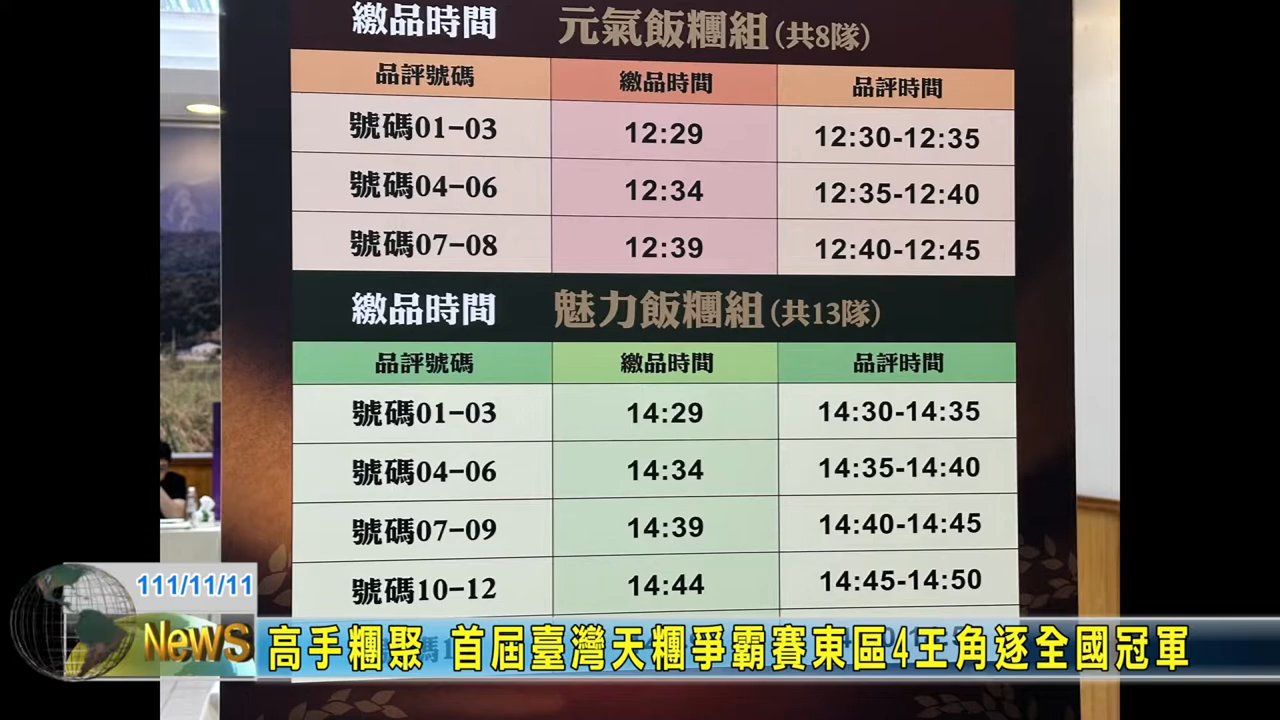 繳品時間 元氣飯糰組(共8隊)
品評號碼 繳品時間 品評時間
號碼01-03 12:29 12:30-12:35
號碼04-06 12:34 12:35-12:40
號碼07-08 12:39 12:40-12:45
繳品時間 魅力飯糰組(共13隊)
品評號碼 繳品時間 品評時間
號碼01-03 14:29 14:30-14:35
號碼04-06 14:34 14:35-14:40
號碼07-09 14:39 14:40-14:45
號碼10-12 14:44 14:45-14:50
111/11/11
NewS 高手糰聚 首屆臺灣天糰爭霸賽東區4王角逐全國冠軍